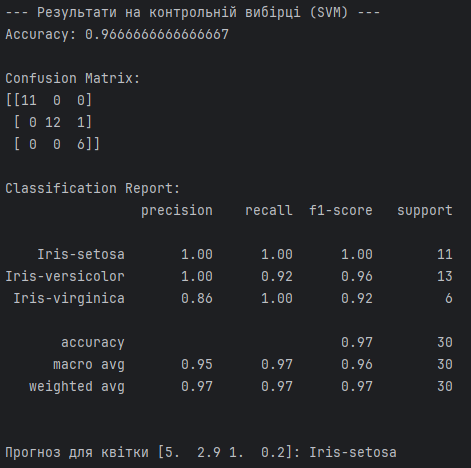 --- Результати на контрольній вибірці (SVM) ---
Accuracy: 0.9666666666666667
Confusion Matrix:
[[11  0  0]
 [ 0 12  1]
 [ 0  0  6]]
Classification Report:
                 precision    recall  f1-score   support
    Iris-setosa       1.00      1.00      1.00        11
Iris-versicolor       1.00      0.92      0.96        13
 Iris-virginica       0.86      1.00      0.92         6
       accuracy                           0.97        30
      macro avg       0.95      0.97      0.96        30
   weighted avg       0.97      0.97      0.97        30
Прогноз для квітки [5.  2.9 1.  0.2]: Iris-setosa